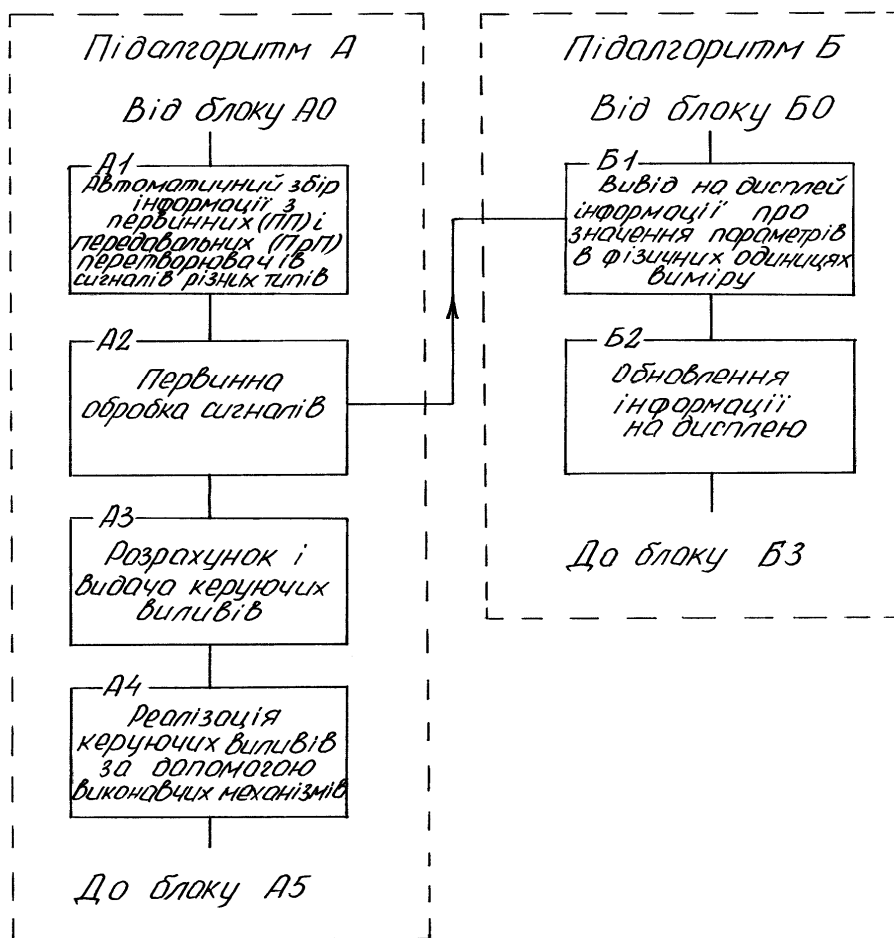 Підалгоритм А
Від блоку А0
А1
Автоматичний збір
інформації з
первинних (ПП) і
передавальних (ПрП)
перетворювачів
сигналів різних типів
А2
Первинна
обробка сигналів
А3
Розрахунок і
видача керуючих
виливів
А4
Реалізація
керуючих виливів
за допомогою
виконавчих механізмів
До блоку А5
Підалгоритм Б
Від блоку Б0
Б1
Вивід на дисплей
інформації про
значення параметрів
в фізичних одиницях
виміру
Б2
Обновлення
інформації
на дисплею
До блоку Б3